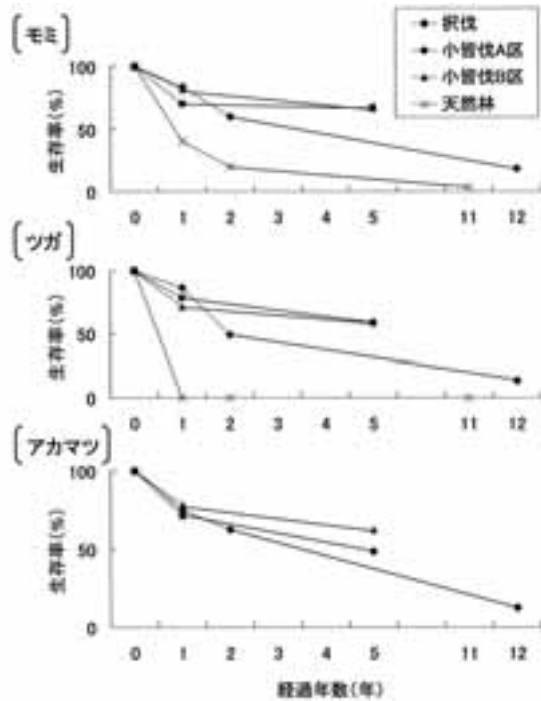 モミ
択伐
小皆伐A区
小皆伐B区
天然林
生存率(%)
100
50
0
0 1 2 3 4 5 11 12
ツガ
生存率(%)
100
50
0
0 1 2 3 4 5 11 12
アカマツ
生存率(%)
100
50
0
0 1 2 3 4 5 11 12
経過年数(年)